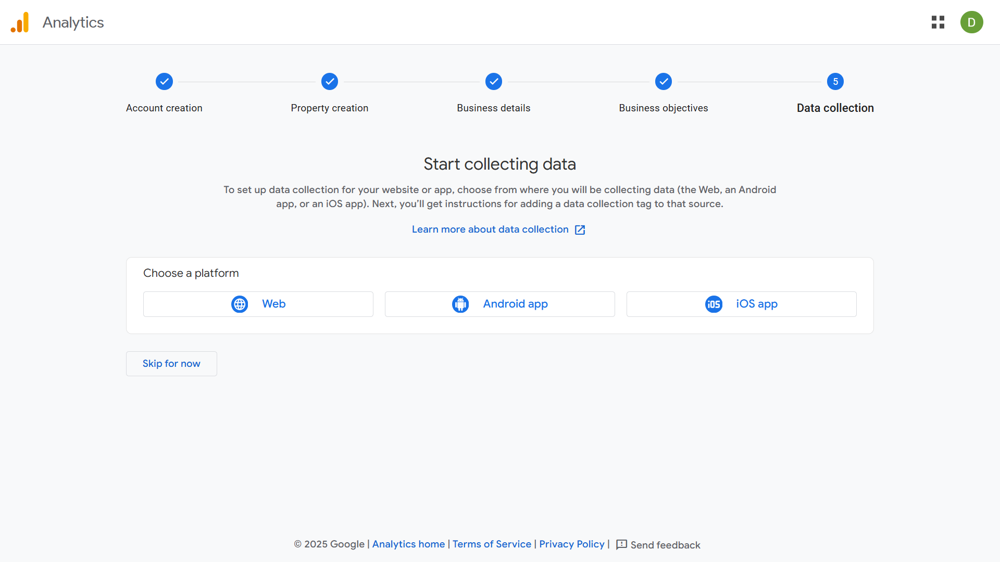 Analytics
D
5
Account creation
Property creation
Business details
Business objectives
Data collection
Start collecting data
To set up data collection for your website or app, choose from where you will be collecting data (the Web, an Android
app, or an iOS app). Next, you’ll get instructions for adding a data collection tag to that source.
Learn more about data collection
Choose a platform
Web
Android app
iOS iOS app
Skip for now
© 2025 Google | Analytics home | Terms of Service | Privacy Policy | Send feedback